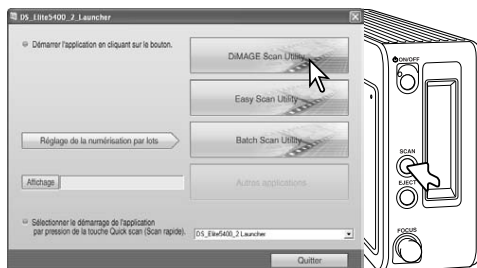 DS_Elite5400_2 Launcher
Démarrer l'application en cliquant sur le bouton.
DiMAGE Scan Utility
Easy Scan Utility
Réglage de la numérisation par lots
Batch Scan Utility
Affichage
Autres applications
Sélectionner le démarrage de l'application
par pression de la touche Quick scan (Scan rapide).
DS_Elite5400_2 Launcher
Quitter
ON/OFF
SCAN
EJECT
FOCUS